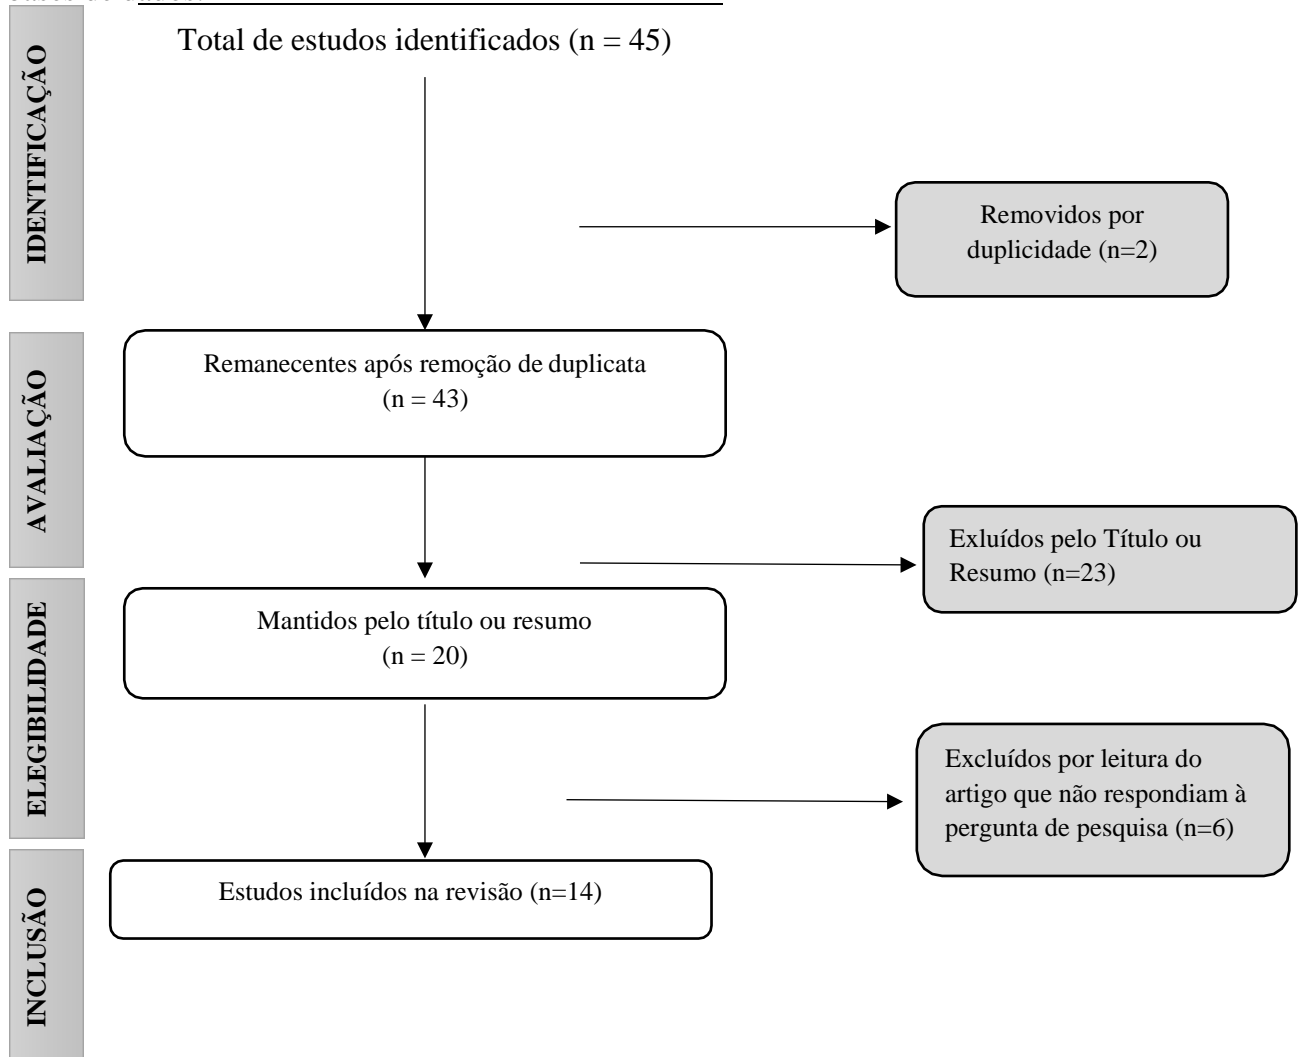 Total de estudos identificados (n = 45)
IDENTIFICAÇÃO
Removidos por
duplicidade (n=2)
Remanecentes após remoção de duplicata
(n = 43)
AVALIAÇÃO
Exluídos pelo Título ou
Resumo (n=23)
Mantidos pelo título ou resumo
(n = 20)
ELEGIBILIDADE
Excluídos por leitura do
artigo que não respondiam à
pergunta de pesquisa (n=6)
Estudos incluídos na revisão (n=14)
INCLUSÃO